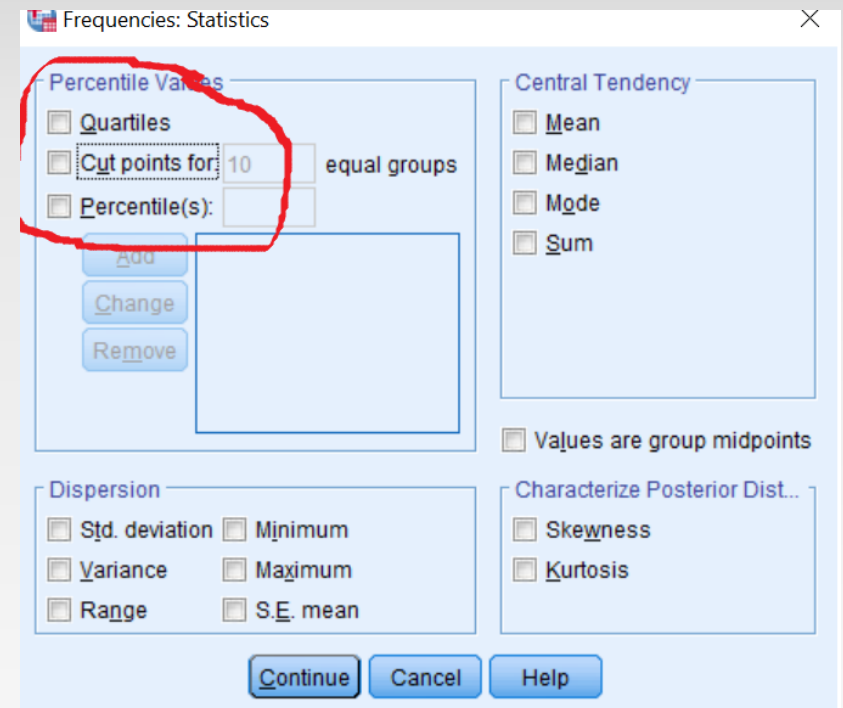 Frequencies: Statistics
Percentile Values
Quartiles
Cut points for: 10 equal groups
Percentile(s):
Add
Change
Remove
Central Tendency
Mean
Median
Mode
Sum
Values are group midpoints
Dispersion
Std. deviation Minimum
Variance Maximum
Range S.E. mean
Characterize Posterior Dist...
Skewness
Kurtosis
Continue Cancel Help